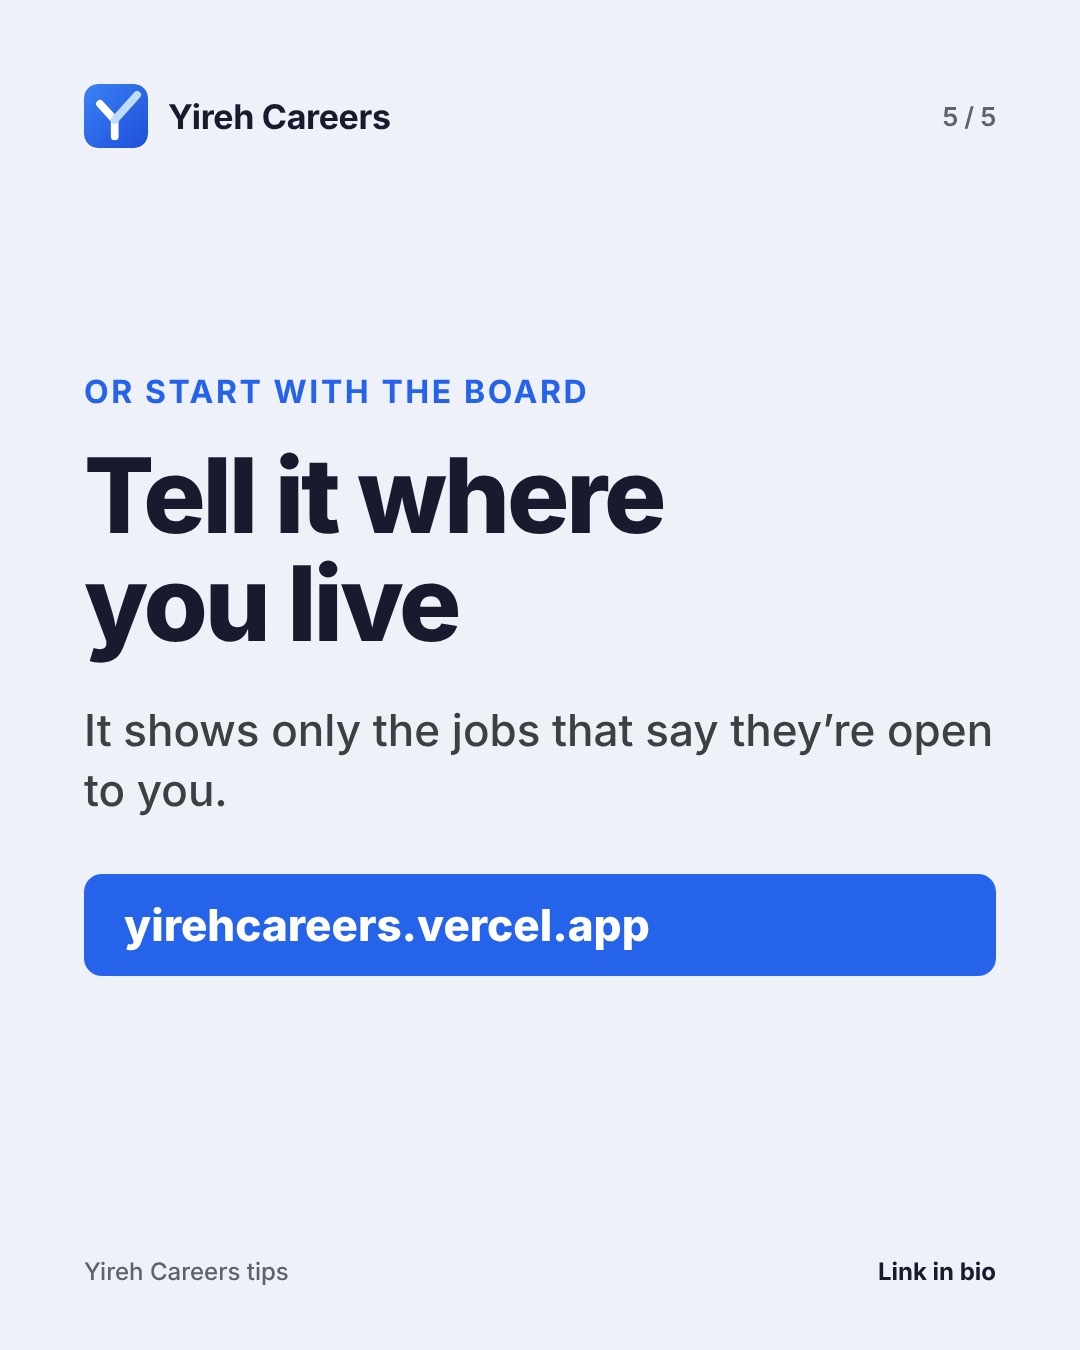 Yireh Careers
5 / 5
OR START WITH THE BOARD
Tell it where
you live
It shows only the jobs that say they’re open
to you.
yirehcareers.vercel.app
Yireh Careers tips
Link in bio